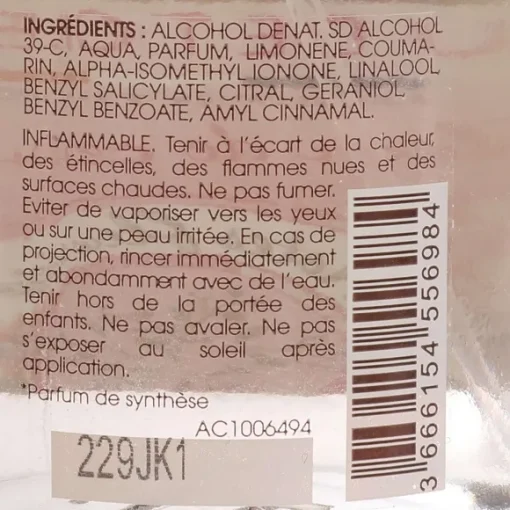 INGRÉDIENTS : ALCOHOL DENAT. SD ALCOHOL
39-C, AQUA, PARFUM, LIMONENE, COUMA-
RIN, ALPHA-ISOMETHYL IONONE, LINALOOL,
BENZYL SALICYLATE, CITRAL, GERANIOL,
BENZYL BENZOATE, AMYL CINNAMAL.
INFLAMMABLE. Tenir à l'écart de la chaleur,
des étincelles, des flammes nues et des
surfaces chaudes. Ne pas fumer.
Eviter de vaporiser vers les yeux
ou sur une peau irritée. En cas de
projection, rincer immédiatement
et abondamment avec de l'eau.
Tenir hors de la portée des
enfants. Ne pas avaler. Ne pas
s'exposer au soleil après
application.
*Parfum de synthèse
AC1006494
229JK1
3 666154 556984